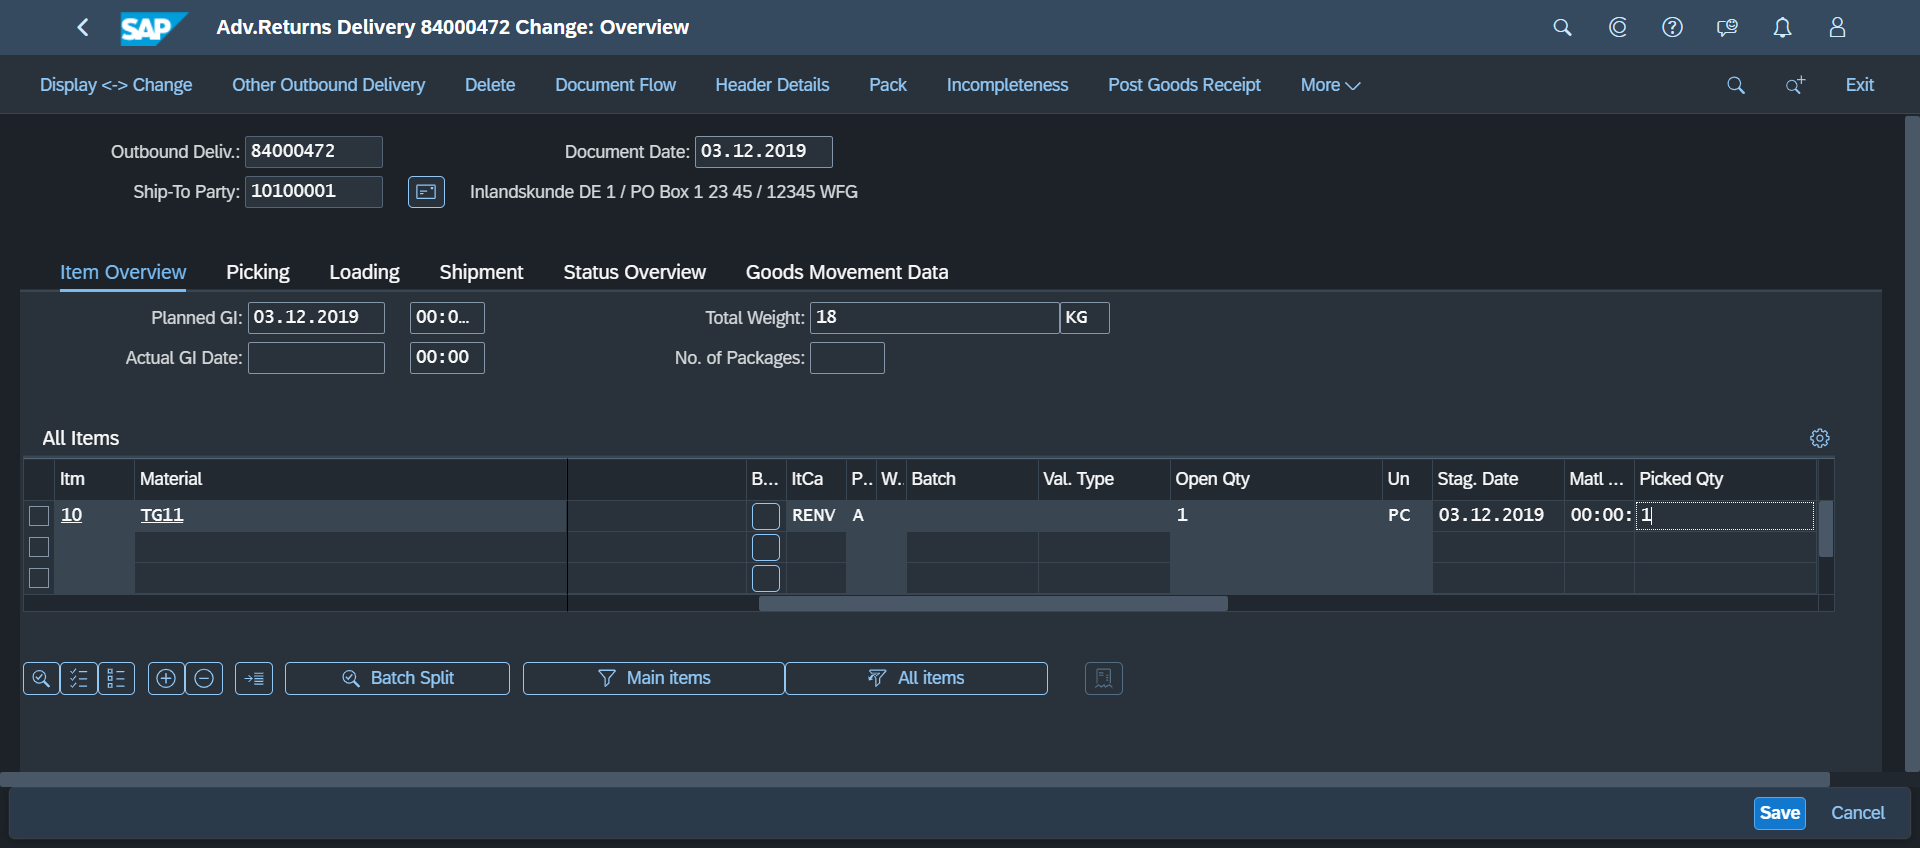 SAP Adv.Returns Delivery 84000472 Change: Overview
Display <-> Change Other Outbound Delivery Delete Document Flow Header Details Pack Incompleteness Post Goods Receipt More Exit
Outbound Deliv.: 84000472 Document Date: 03.12.2019
Ship-To Party: 10100001 Inlandskunde DE 1 / PO Box 1 23 45 / 12345 WFG
Item Overview Picking Loading Shipment Status Overview Goods Movement Data
Planned GI: 03.12.2019 00:0... Total Weight: 18 KG
Actual GI Date: 00:00 No. of Packages:
All Items
Itm Material B... ItCa P.. W. Batch Val. Type Open Qty Un Stag. Date Matl ... Picked Qty
10 TG11 RENV A 1 PC 03.12.2019 00:00: 1
Batch Split Main items All items
Save Cancel